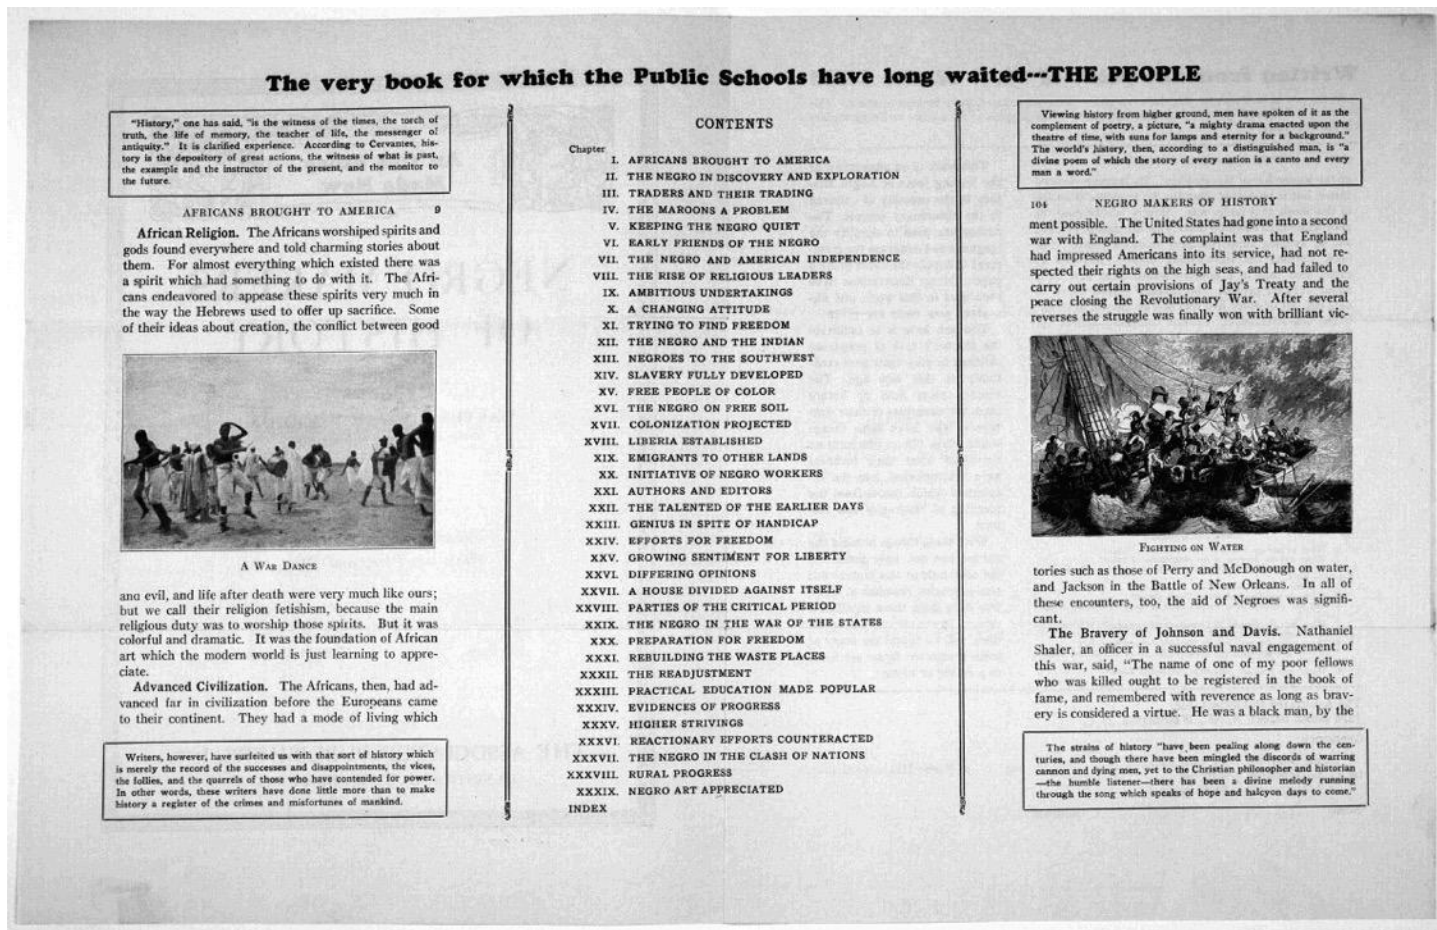 The very book for which the Public Schools have long waited---THE PEOPLE
"History," one has said, "is the witness of the times, the torch of
truth, the life of memory, the teacher of life, the messenger of
antiquity." It is clarified experience. According to Cervantes, his-
tory is the depository of great actions, the witness of what is past,
the example and the instructor of the present, and the monitor to
the future.
AFRICANS BROUGHT TO AMERICA 9
African Religion. The Africans worshiped spirits and
gods found everywhere and told charming stories about
them. For almost everything which existed there was
a spirit which had something to do with it. The Afri-
cans endeavored to appease these spirits very much in
the way the Hebrews used to offer up sacrifice. Some
of their ideas about creation, the conflict between good
A WAR DANCE
and evil, and life after death were very much like ours;
but we call their religion fetishism, because the main
religious duty was to worship those spirits. But it was
colorful and dramatic. It was the foundation of African
art which the modern world is just learning to appre-
ciate.
Advanced Civilization. The Africans, then, had ad-
vanced far in civilization before the Europeans came
to their continent. They had a mode of living which
Writers, however, have surfeited us with that sort of history which
is merely the record of the successes and disappointments, the vices,
the follies, and the quarrels of those who have contended for power.
In other words, these writers have done little more than to make
history a register of the crimes and misfortunes of mankind.
CONTENTS
Chapter
I. AFRICANS BROUGHT TO AMERICA
II. THE NEGRO IN DISCOVERY AND EXPLORATION
III. TRADERS AND THEIR TRADING
IV. THE MAROONS A PROBLEM
V. KEEPING THE NEGRO QUIET
VI. EARLY FRIENDS OF THE NEGRO
VII. THE NEGRO AND AMERICAN INDEPENDENCE
VIII. THE RISE OF RELIGIOUS LEADERS
IX. AMBITIOUS UNDERTAKINGS
X. A CHANGING ATTITUDE
XI. TRYING TO FIND FREEDOM
XII. THE NEGRO AND THE INDIAN
XIII. NEGROES TO THE SOUTHWEST
XIV. SLAVERY FULLY DEVELOPED
XV. FREE PEOPLE OF COLOR
XVI. THE NEGRO ON FREE SOIL
XVII. COLONIZATION PROJECTED
XVIII. LIBERIA ESTABLISHED
XIX. EMIGRANTS TO OTHER LANDS
XX. INITIATIVE OF NEGRO WORKERS
XXI. AUTHORS AND EDITORS
XXII. THE TALENTED OF THE EARLIER DAYS
XXIII. GENIUS IN SPITE OF HANDICAP
XXIV. EFFORTS FOR FREEDOM
XXV. GROWING SENTIMENT FOR LIBERTY
XXVI. DIFFERING OPINIONS
XXVII. A HOUSE DIVIDED AGAINST ITSELF
XXVIII. PARTIES OF THE CRITICAL PERIOD
XXIX. THE NEGRO IN THE WAR OF THE STATES
XXX. PREPARATION FOR FREEDOM
XXXI. REBUILDING THE WASTE PLACES
XXXII. THE READJUSTMENT
XXXIII. PRACTICAL EDUCATION MADE POPULAR
XXXIV. EVIDENCES OF PROGRESS
XXXV. HIGHER STRIVINGS
XXXVI. REACTIONARY EFFORTS COUNTERACTED
XXXVII. THE NEGRO IN THE CLASH OF NATIONS
XXXVIII. RURAL PROGRESS
XXXIX. NEGRO ART APPRECIATED
INDEX
Viewing history from higher ground, men have spoken of it as the
complement of poetry, a picture, "a mighty drama enacted upon the
theatre of time, with suns for lamps and eternity for a background."
The world's history, then, according to a distinguished man, is "a
divine poem of which the story of every nation is a canto and every
man a word."
104 NEGRO MAKERS OF HISTORY
ment possible. The United States had gone into a second
war with England. The complaint was that England
had impressed Americans into its service, had not re-
spected their rights on the high seas, and had failed to
carry out certain provisions of Jay's Treaty and the
peace closing the Revolutionary War. After several
reverses the struggle was finally won with brilliant vic-
FIGHTING ON WATER
tories such as those of Perry and McDonough on water,
and Jackson in the Battle of New Orleans. In all of
these encounters, too, the aid of Negroes was signifi-
cant.
The Bravery of Johnson and Davis. Nathaniel
Shaler, an officer in a successful naval engagement of
this war, said, "The name of one of my poor fellows
who was killed ought to be registered in the book of
fame, and remembered with reverence as long as brav-
ery is considered a virtue. He was a black man, by the
The strains of history "have been pealing along down the cen-
turies, and though there have been mingled the discords of warring
cannon and dying men, yet to the Christian philosopher and historian
—the humble listener—there has been a divine melody running
through the song which speaks of hope and halcyon days to come."